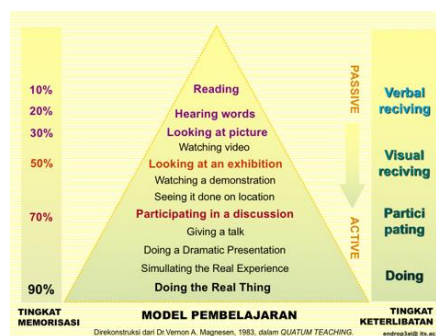 10%
Reading
PASSIVE
Verbal
reciving
20%
Hearing words
30%
Looking at picture
Watching video
50%
Looking at an exhibition
Visual
reciving
Watching a demonstration
Seeing it done on location
70%
Participating in a discussion
Partici
pating
ACTIVE
Giving a talk
Doing a Dramatic Presentation
Simullating the Real Experience
Doing
90%
Doing the Real Thing
TINGKAT
MEMORISASI
MODEL PEMBELAJARAN
TINGKAT
KETERLIBATAN
Direkonstruksi dari Dr.Vernon A. Magnesen, 1983, dalam QUATUM TEACHING.